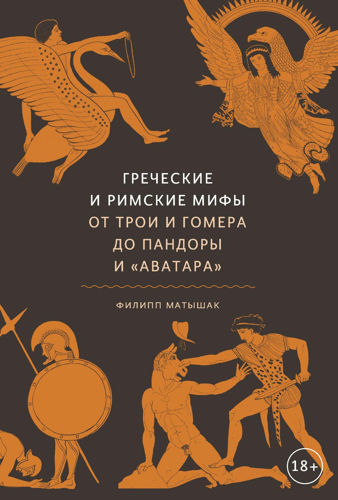 ГРЕЧЕСКИЕ
И РИМСКИЕ МИФЫ
ОТ ТРОИ И ГОМЕРА
ДО ПАНДОРЫ
И «АВАТАРА»
ФИЛИПП МАТЫШАК
18+